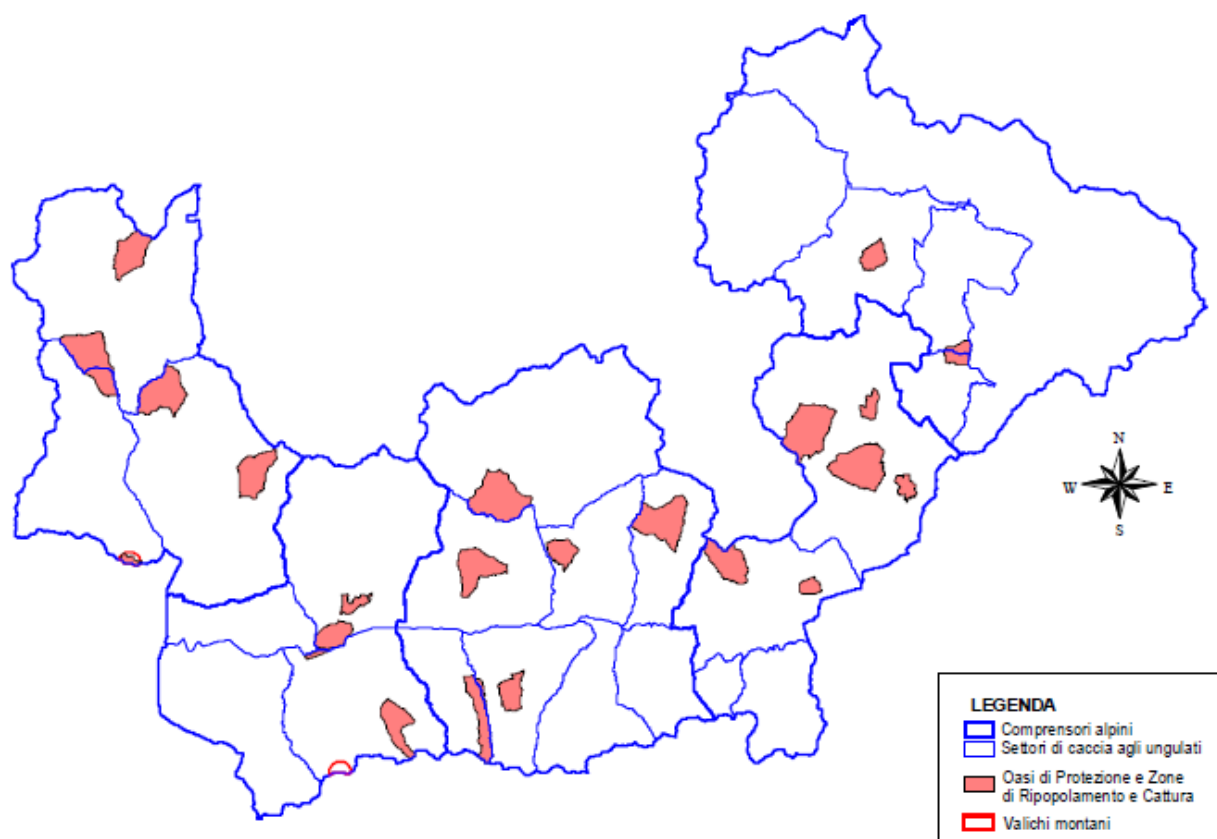 N
W
E
S
LEGENDA
Comprensori alpini
Settori di caccia agli ungulati
Oasi di Protezione e Zone
di Ripopolamento e Cattura
Valichi montani